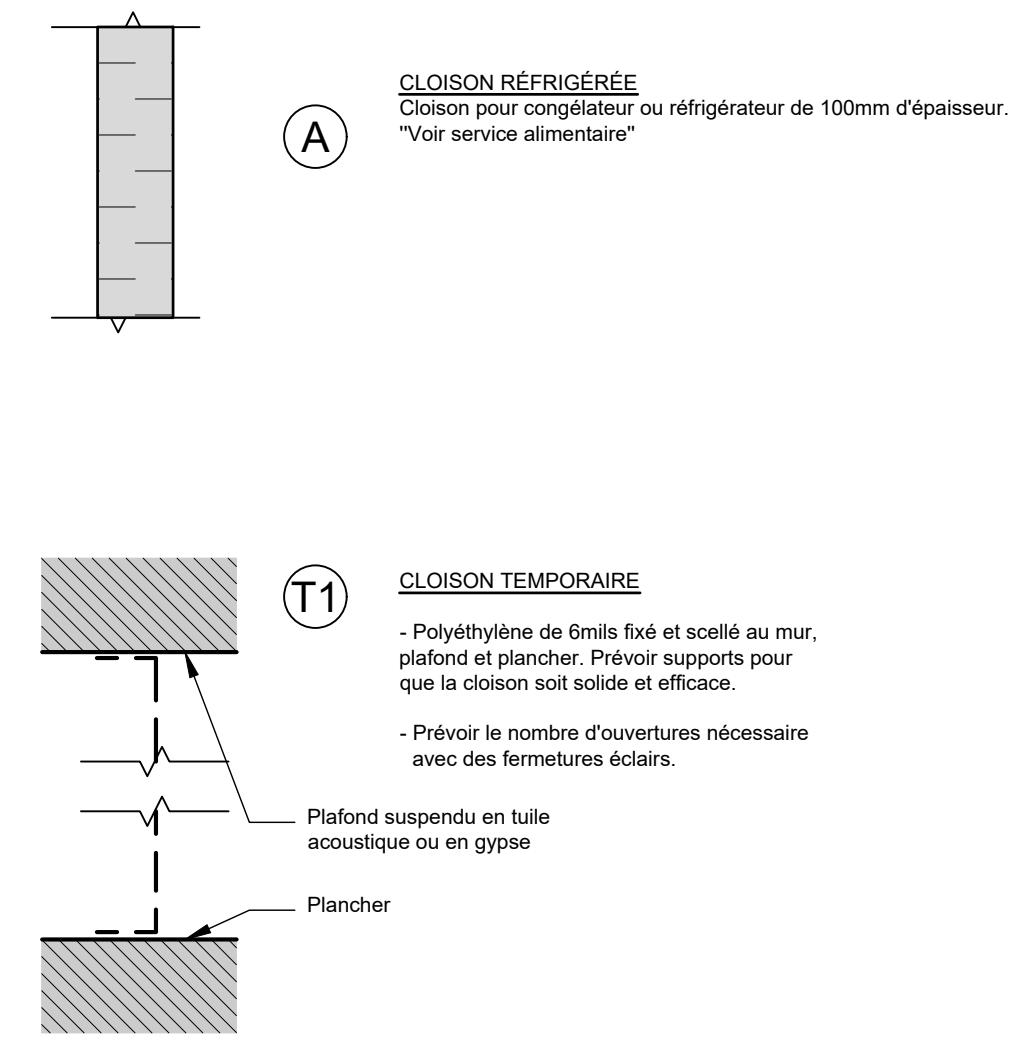 A
CLOISON RÉFRIGÉRÉE
Cloison pour congélateur ou réfrigérateur de 100mm d'épaisseur.
"Voir service alimentaire"
T1
CLOISON TEMPORAIRE
- Polyéthylène de 6mils fixé et scellé au mur,
plafond et plancher. Prévoir supports pour
que la cloison soit solide et efficace.
- Prévoir le nombre d'ouvertures nécessaire
avec des fermetures éclairs.
Plafond suspendu en tuile
acoustique ou en gypse
Plancher